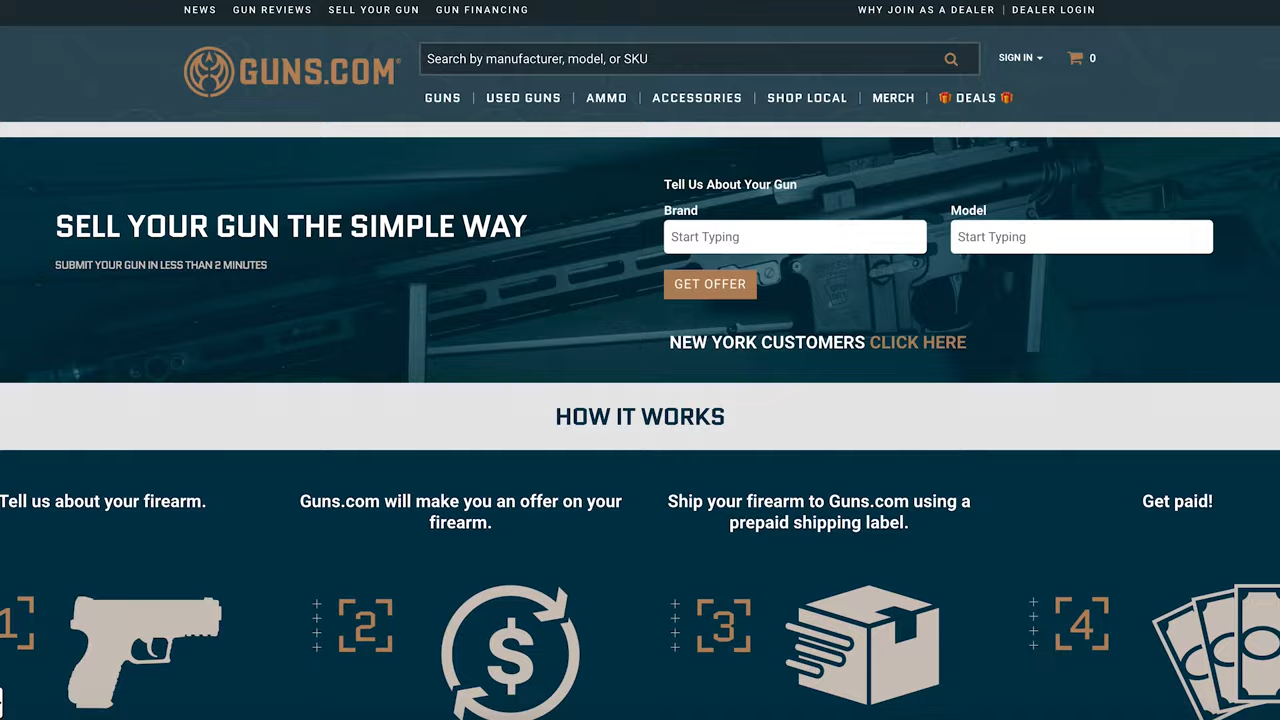 NEWS GUN REVIEWS SELL YOUR GUN GUN FINANCING WHY JOIN AS A DEALER | DEALER LOGIN
GUNS.COM®
Search by manufacturer, model, or SKU
SIGN IN
0
GUNS | USED GUNS | AMMO | ACCESSORIES | SHOP LOCAL | MERCH | DEALS
SELL YOUR GUN THE SIMPLE WAY
SUBMIT YOUR GUN IN LESS THAN 2 MINUTES
Tell Us About Your Gun
Brand Model
Start Typing Start Typing
GET OFFER
NEW YORK CUSTOMERS CLICK HERE
HOW IT WORKS
Tell us about your firearm.
Guns.com will make you an offer on your
firearm.
Ship your firearm to Guns.com using a
prepaid shipping label.
Get paid!
1 2 $ 3 4